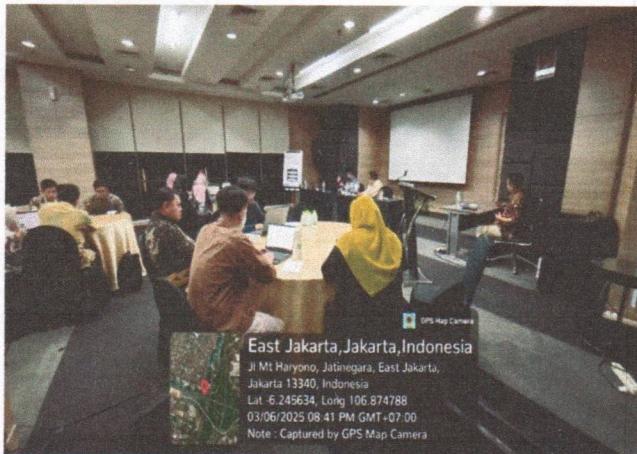 GPS Map Camera
East Jakarta,Jakarta,Indonesia
Jl Mt Haryono, Jatinegara, East Jakarta,
Jakarta 13340, Indonesia
Lat -6.245634, Long 106.874788
03/06/2025 08:41 PM GMT+07:00
Note : Captured by GPS Map Camera